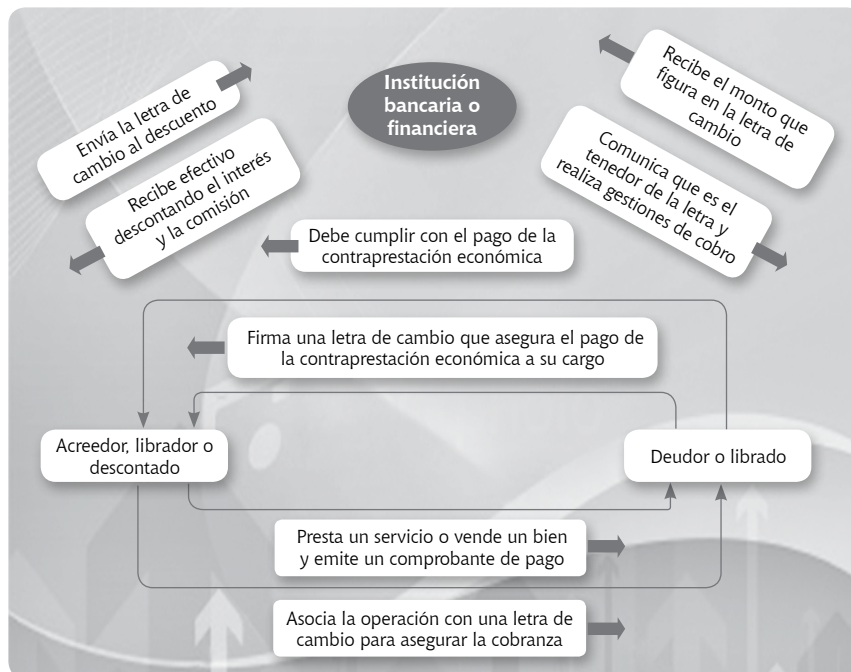 Institución
bancaria o
financiera
Envía la letra de
cambio al descuento
Recibe efectivo
descontando el interés
y la comisión
Recibe el monto que
figura en la letra de
cambio
Comunica que es el
tenedor de la letra y
realiza gestiones de cobro
Debe cumplir con el pago de la
contraprestación económica
Firma una letra de cambio que asegura el pago de
la contraprestación económica a su cargo
Acreedor, librador o
descontado
Deudor o librado
Presta un servicio o vende un bien
y emite un comprobante de pago
Asocia la operación con una letra de
cambio para asegurar la cobranza